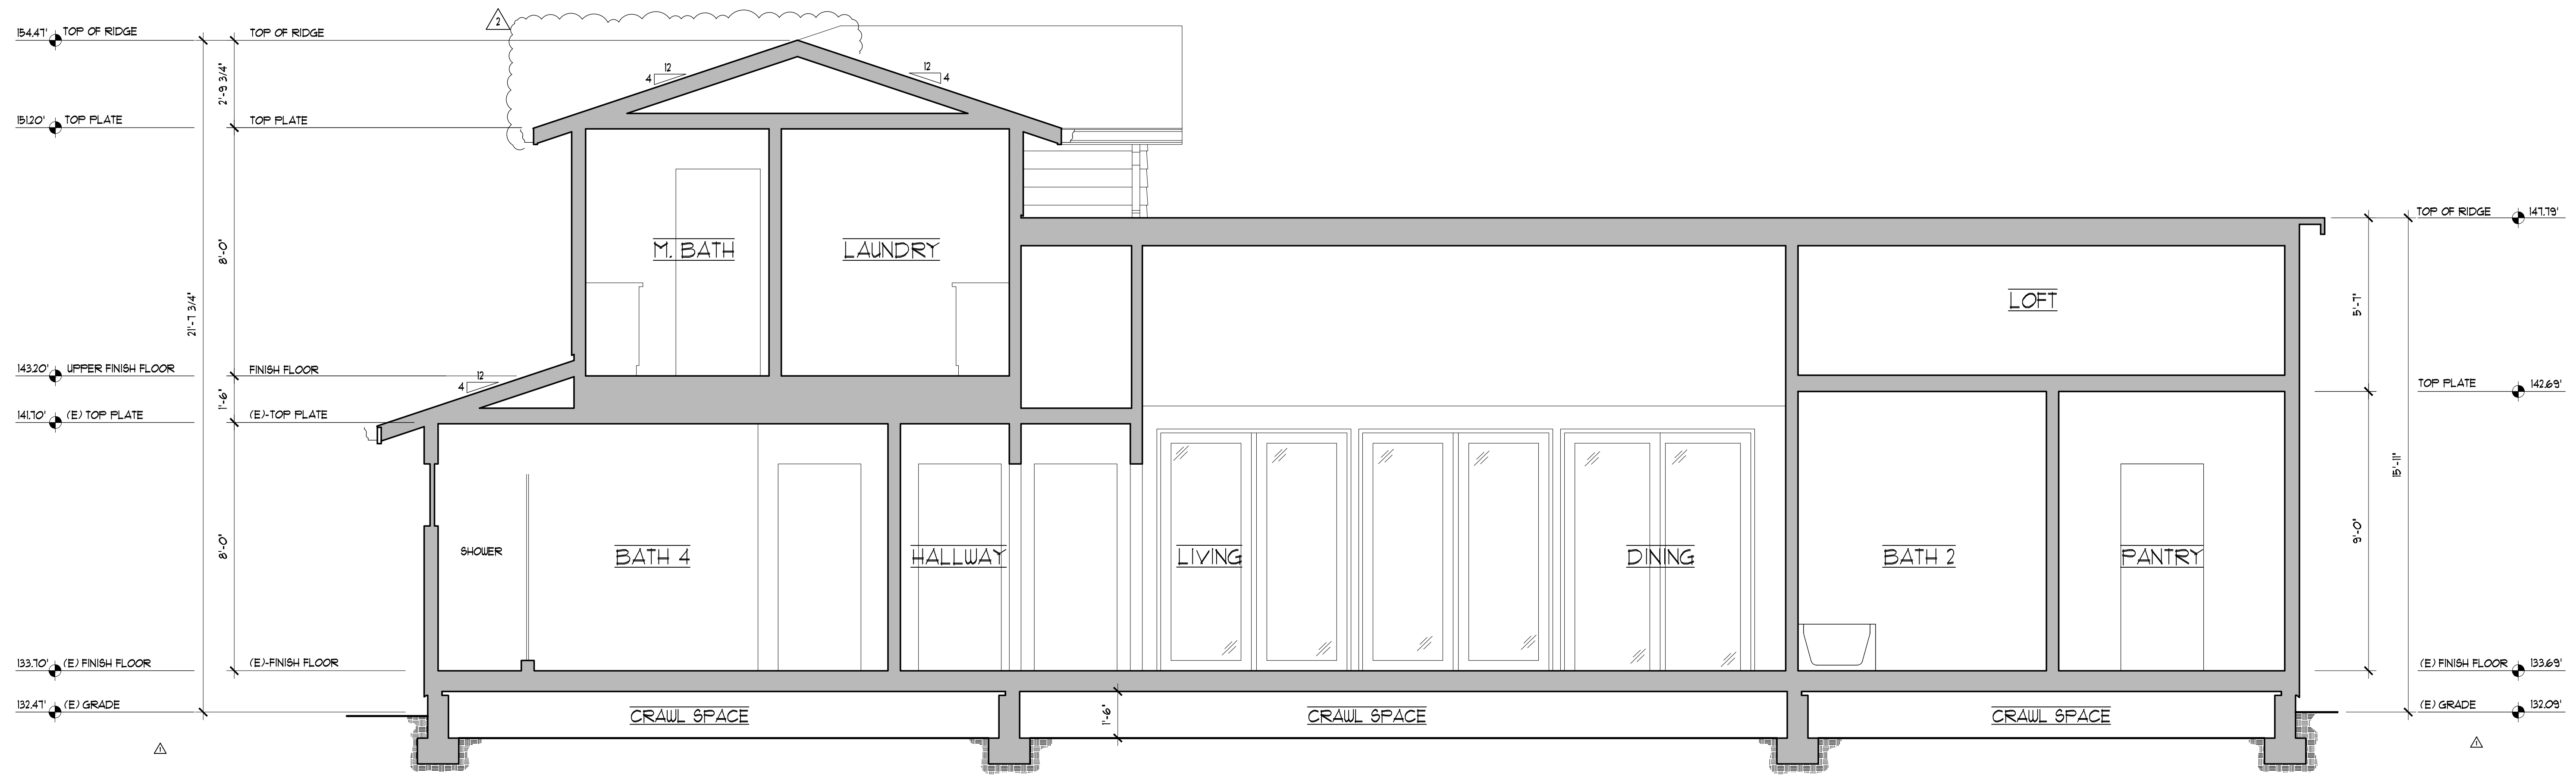 154.47' TOP OF RIDGE
TOP OF RIDGE
2
12
4
12
4
2'-9 3/4"
151.20' TOP PLATE
TOP PLATE
8'-0"
M. BATH
LAUNDRY
TOP OF RIDGE 147.79'
LOFT
5'-7"
21'-7 3/4"
143.20' UPPER FINISH FLOOR
FINISH FLOOR
12
4
1'-6"
TOP PLATE 142.69'
141.70' (E) TOP PLATE
(E)-TOP PLATE
15'-11"
8'-0"
SHOWER
BATH 4
HALLWAY
LIVING
DINING
BATH 2
PANTRY
9'-0"
133.70' (E) FINISH FLOOR
(E)-FINISH FLOOR
(E) FINISH FLOOR 133.69'
132.47' (E) GRADE
CRAWL SPACE
1'-6"
CRAWL SPACE
CRAWL SPACE
(E) GRADE 132.09'
1
1